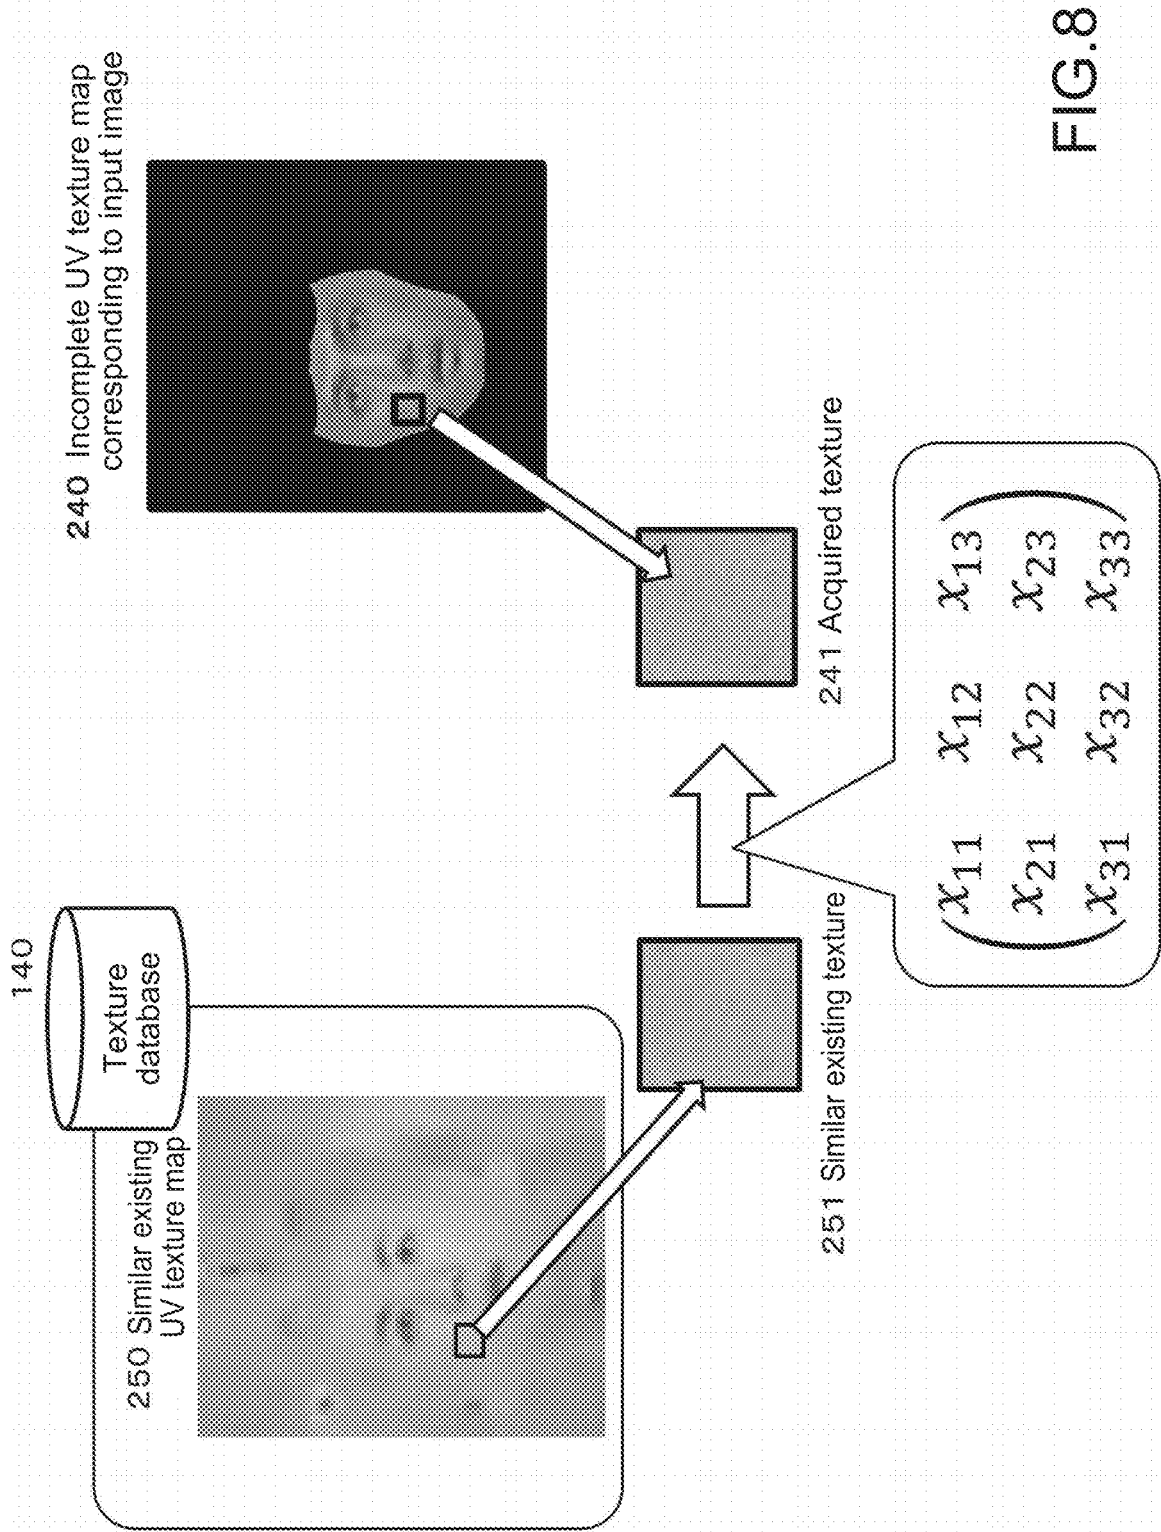 140
Texture
database
250 Similar existing
UV texture map
240 Incomplete UV texture map
corresponding to input image
251 Similar existing texture
241 Acquired texture
x11 x12 x13
x21 x22 x23
x31 x32 x33
FIG.8